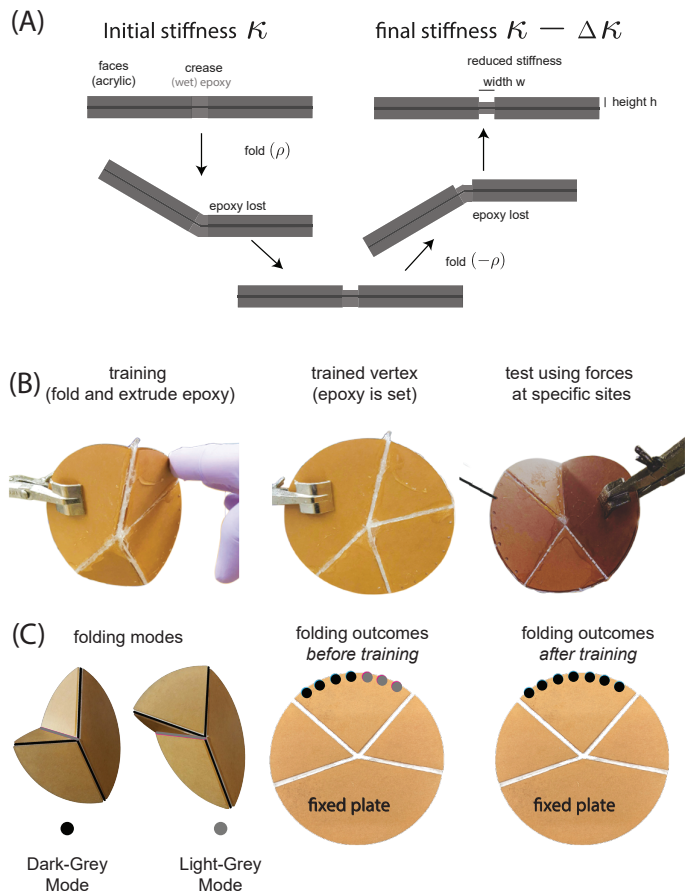 (A)
Initial stiffness κ
final stiffness κ − Δκ
faces
(acrylic)
crease
(wet) epoxy
reduced stiffness
width w
height h
fold (ρ)
epoxy lost
epoxy lost
fold (−ρ)
(B)
training
(fold and extrude epoxy)
trained vertex
(epoxy is set)
test using forces
at specific sites
(C)
folding modes
folding outcomes
before training
folding outcomes
after training
fixed plate
fixed plate
Dark-Grey
Mode
Light-Grey
Mode